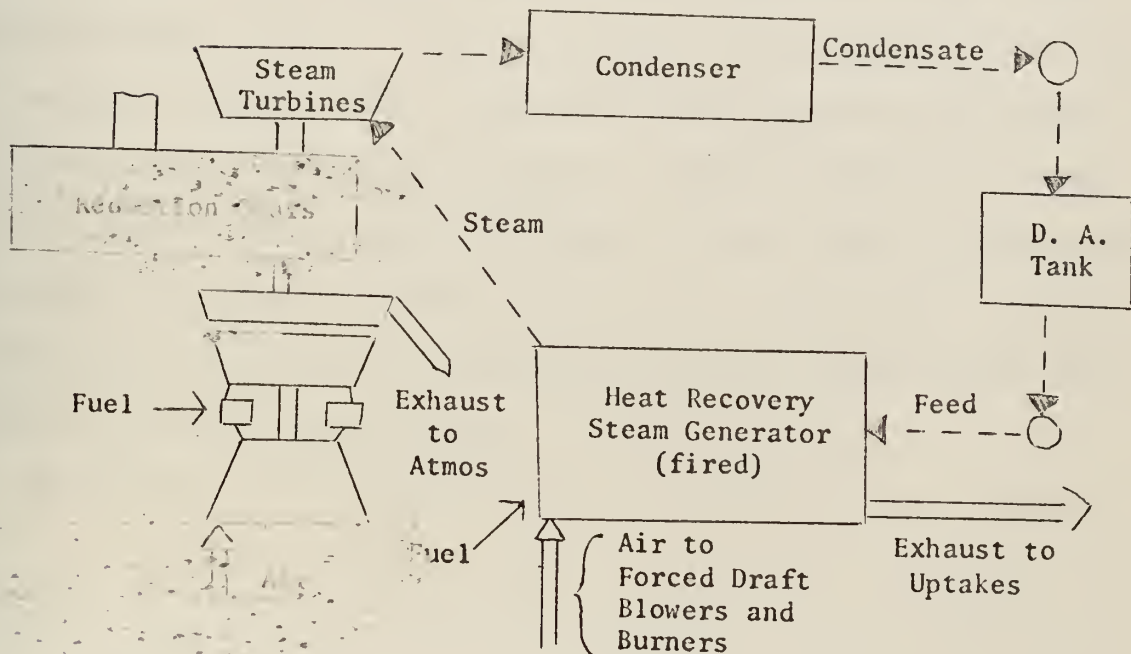 Steam
Turbines
Condenser
Condensate
Steam
D. A.
Tank
Fuel
Exhaust
to
Atmos
Heat Recovery
Steam Generator
(fired)
Feed
Fuel
Air to
Forced Draft
Blowers and
Burners
Exhaust to
Uptakes